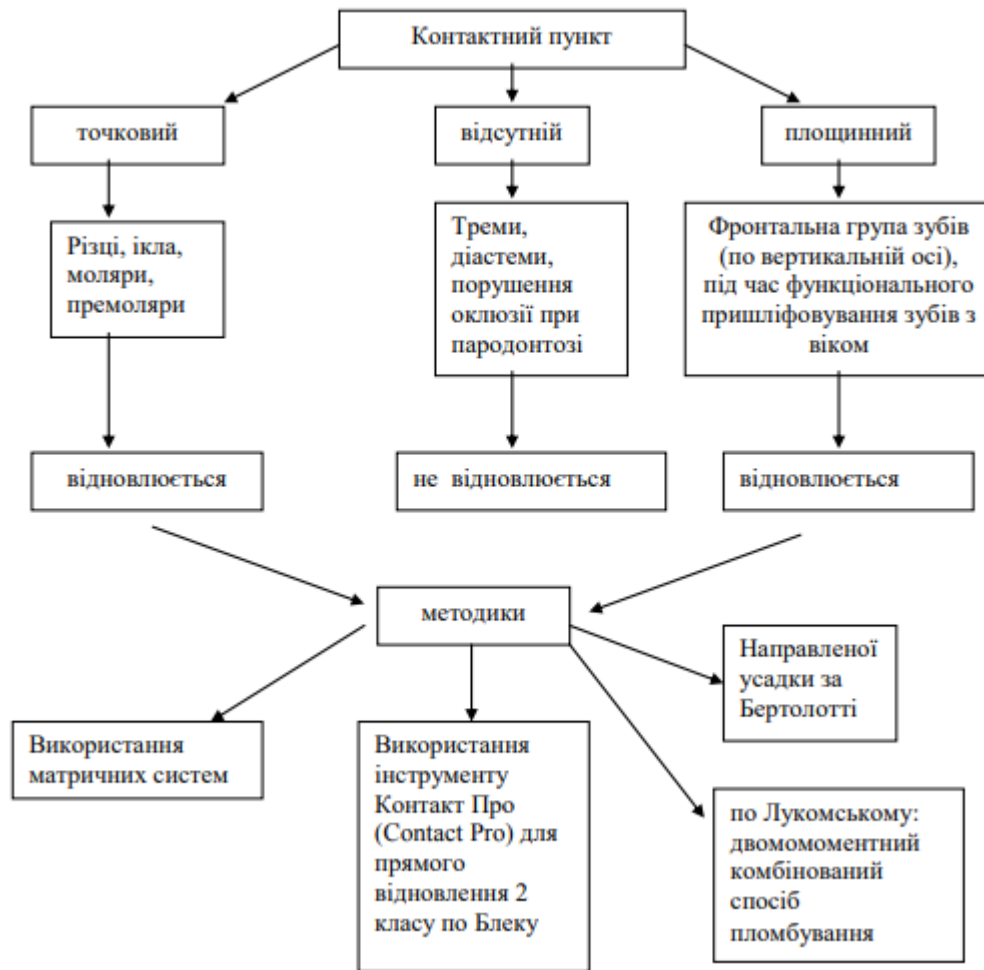 Контактний пункт
точковий
відсутній
площинний
Різці, ікла,
моляри,
премоляри
Треми,
діастеми,
порушення
оклюзії при
пародонтозі
Фронтальна група зубів
(по вертикальній осі),
під час функціонального
пришліфовування зубів з
віком
відновлюється
не відновлюється
відновлюється
методики
Направленої
усадки за
Бертолотті
Використання
матричних систем
Використання
інструменту
Контакт Про
(Contact Pro) для
прямого
відновлення 2
класу по Блеку
по Лукомському:
двомомоментний
комбінований
спосіб
пломбування